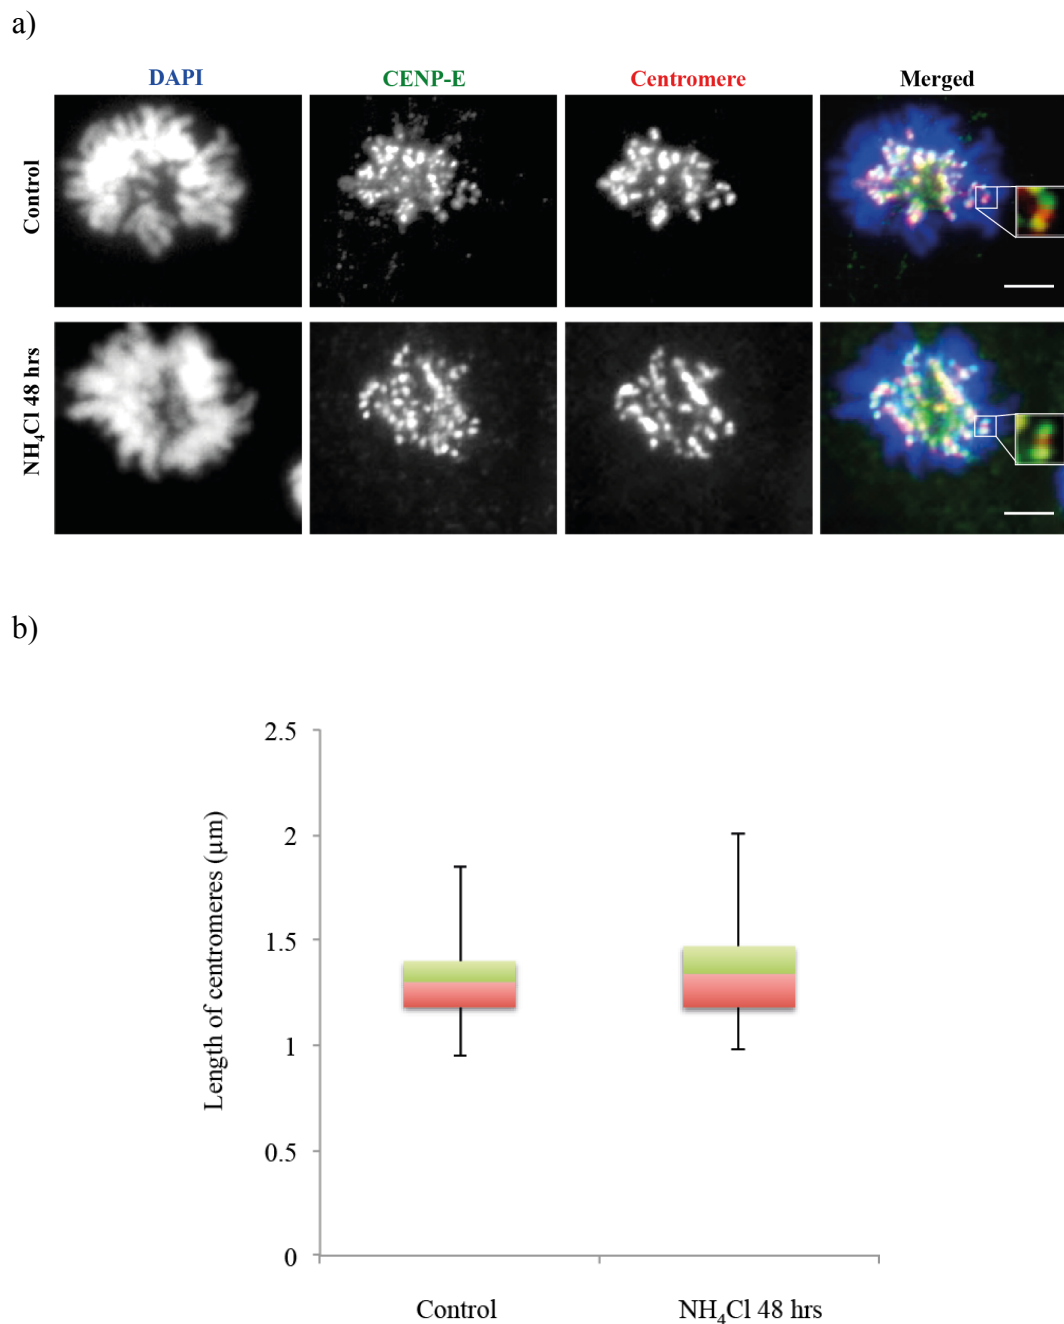 a)
DAPI CENP-E Centromere Merged
Control
NH₄Cl 48 hrs
b)
2.5
2
1.5
1
0.5
0
Length of centromeres (µm)
Control NH₄Cl 48 hrs